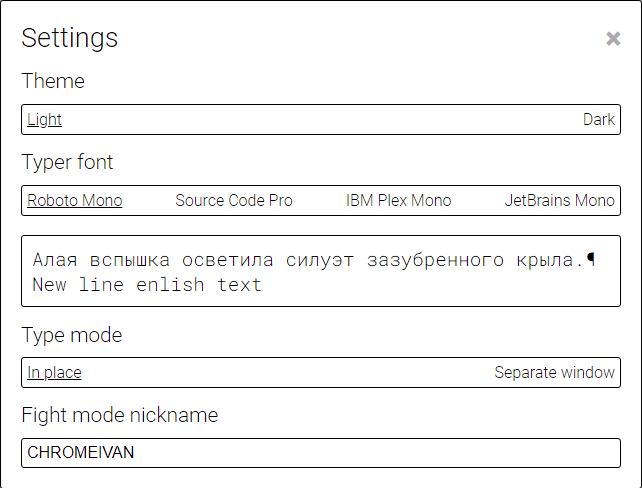 Settings
Theme
Light Dark
Typer font
Roboto Mono Source Code Pro IBM Plex Mono JetBrains Mono
Алая вспышка осветила силуэт зазубренного крыла.¶
New line enlish text
Type mode
In place Separate window
Fight mode nickname
CHROMEIVAN